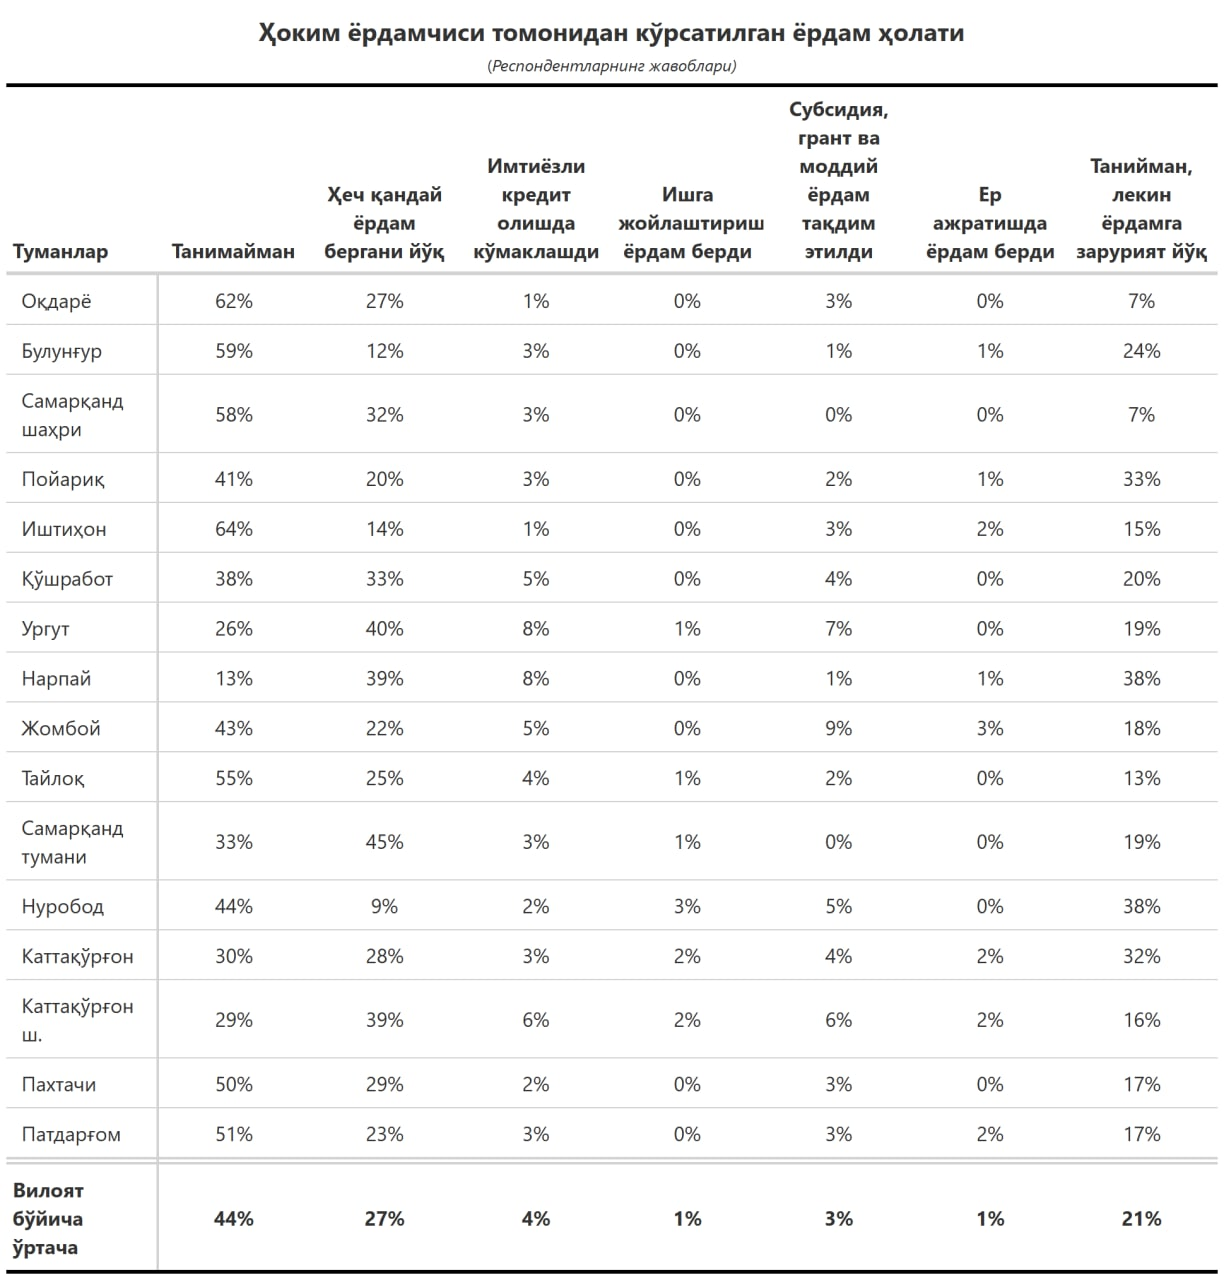 Ҳоким ёрдамчиси томонидан кўрсатилган ёрдам ҳолати
(Респондентларнинг жавоблари)
Туманлар
Танимайман
Ҳеч қандай
ёрдам
бергани йўқ
Имтиёзли
кредит
олишда
кўмаклашди
Ишга
жойлаштириш
ёрдам берди
Субсидия,
грант ва
моддий
ёрдам
тақдим
этилди
Ер
ажратишда
ёрдам берди
Танийман,
лекин
ёрдамга
зарурият йўқ
Оқдарё 62% 27% 1% 0% 3% 0% 7%
Булунғур 59% 12% 3% 0% 1% 1% 24%
Самарқанд
шаҳри 58% 32% 3% 0% 0% 0% 7%
Пойариқ 41% 20% 3% 0% 2% 1% 33%
Иштиҳон 64% 14% 1% 0% 3% 2% 15%
Қўшработ 38% 33% 5% 0% 4% 0% 20%
Ургут 26% 40% 8% 1% 7% 0% 19%
Нарпай 13% 39% 8% 0% 1% 1% 38%
Жомбой 43% 22% 5% 0% 9% 3% 18%
Тайлоқ 55% 25% 4% 1% 2% 0% 13%
Самарқанд
тумани 33% 45% 3% 1% 0% 0% 19%
Нуробод 44% 9% 2% 3% 5% 0% 38%
Каттақўрғон 30% 28% 3% 2% 4% 2% 32%
Каттақўрғон
ш. 29% 39% 6% 2% 6% 2% 16%
Пахтачи 50% 29% 2% 0% 3% 0% 17%
Патдарғом 51% 23% 3% 0% 3% 2% 17%
Вилоят
бўйича
ўртача 44% 27% 4% 1% 3% 1% 21%